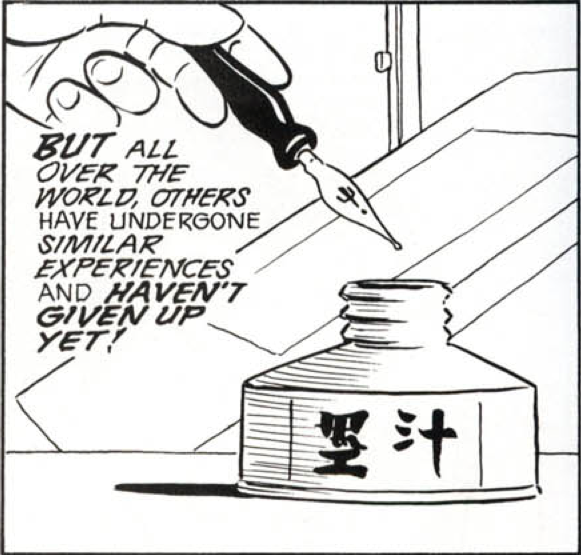 BUT ALL
OVER THE
WORLD, OTHERS
HAVE UNDERGONE
SIMILAR
EXPERIENCES
AND HAVEN'T
GIVEN UP
YET!
墨汁